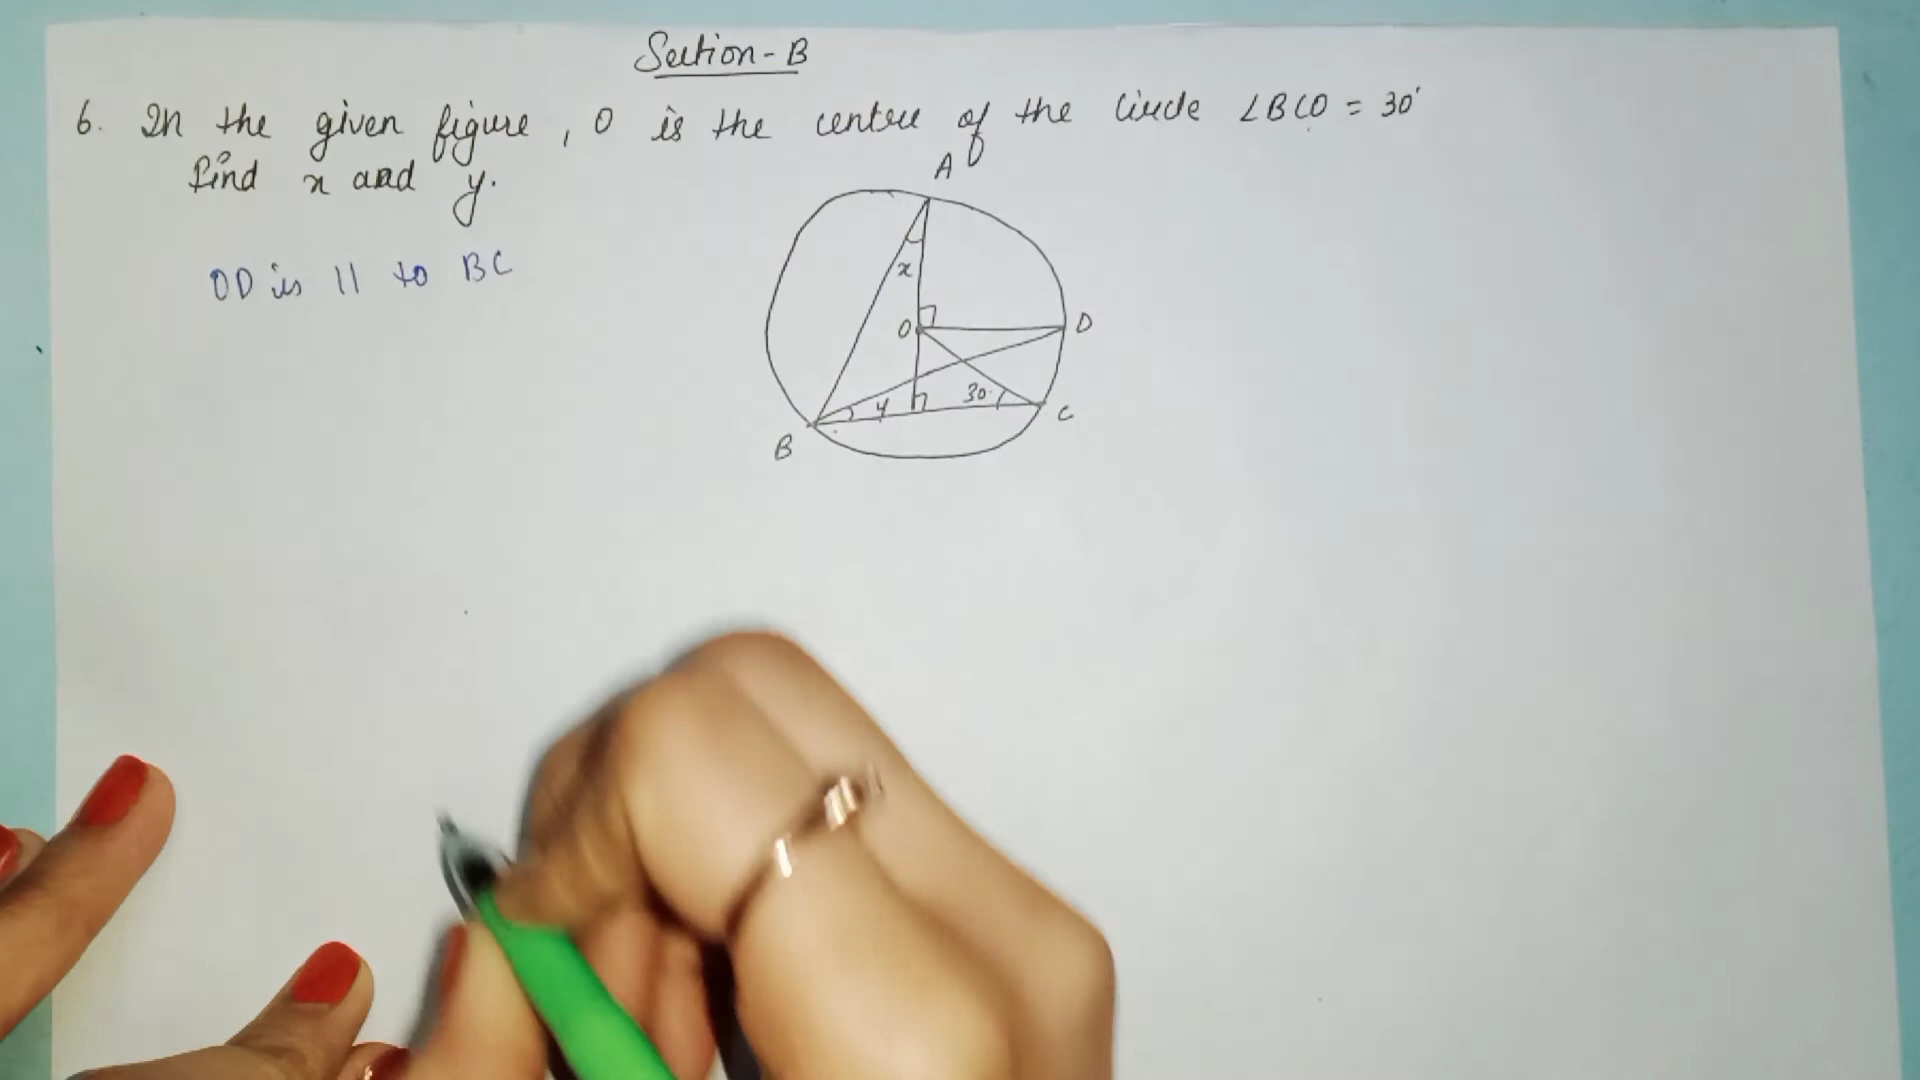 Section-B
6. In the given figure, O is the centre of the circle ∠BCO = 30°
Find x and y.
OD is || to BC
A
x
O
D
y
30°
C
B